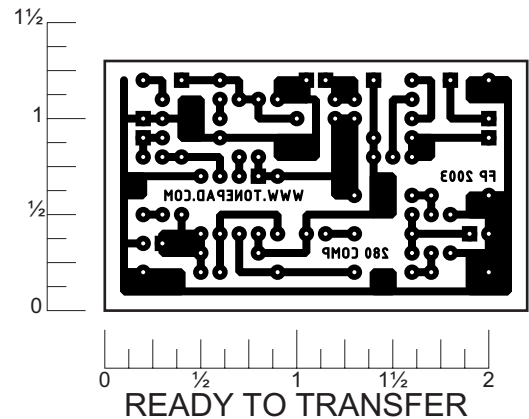 1½
1
½
0
FP 2003
WWW.TONEPAD.COM
280 COMP
0 ½ 1 1½ 2
READY TO TRANSFER